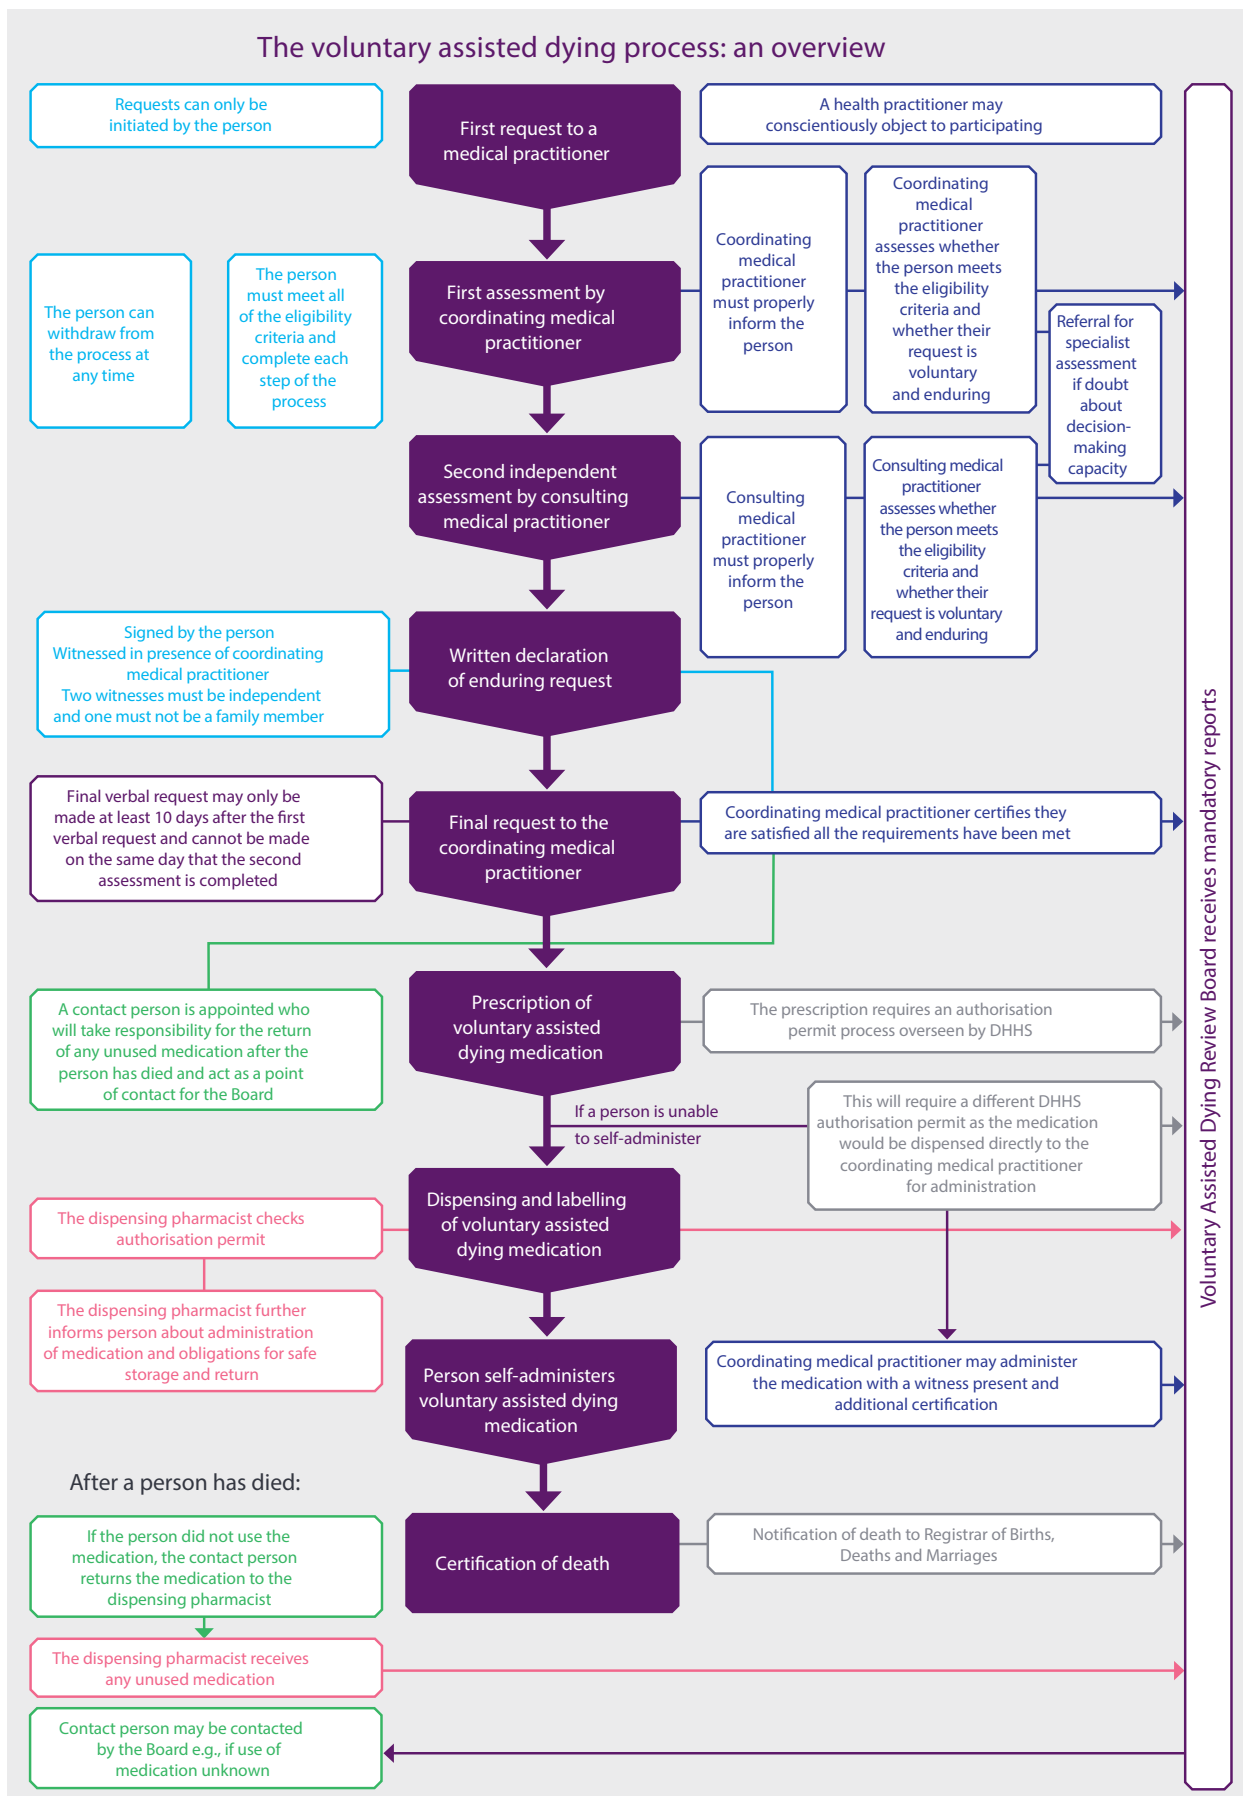 The voluntary assisted dying process: an overview
Requests can only be
initiated by the person
First request to a
medical practitioner
A health practitioner may
conscientiously object to participating
The person can
withdraw from
the process at
any time
The person
must meet all
of the eligibility
criteria and
complete each
step of the
process
First assessment by
coordinating medical
practitioner
Coordinating
medical
practitioner
must properly
inform the
person
Coordinating
medical
practitioner
assesses whether
the person meets
the eligibility
criteria and
whether their
request is
voluntary
and enduring
Referral for
specialist
assessment
if doubt
about
decision-
making
capacity
Second independent
assessment by consulting
medical practitioner
Consulting
medical
practitioner
must properly
inform the
person
Consulting medical
practitioner
assesses whether
the person meets
the eligibility
criteria and
whether their
request is voluntary
and enduring
Signed by the person
Witnessed in presence of coordinating
medical practitioner
Two witnesses must be independent
and one must not be a family member
Written declaration
of enduring request
Final verbal request may only be
made at least 10 days after the first
verbal request and cannot be made
on the same day that the second
assessment is completed
Final request to the
coordinating medical
practitioner
Coordinating medical practitioner certifies they
are satisfied all the requirements have been met
A contact person is appointed who
will take responsibility for the return
of any unused medication after the
person has died and act as a point
of contact for the Board
Prescription of
voluntary assisted
dying medication
The prescription requires an authorisation
permit process overseen by DHHS
If a person is unable
to self-administer
This will require a different DHHS
authorisation permit as the medication
would be dispensed directly to the
coordinating medical practitioner
for administration
The dispensing pharmacist checks
authorisation permit
Dispensing and labelling
of voluntary assisted
dying medication
The dispensing pharmacist further
informs person about administration
of medication and obligations for safe
storage and return
Person self-administers
voluntary assisted dying
medication
Coordinating medical practitioner may administer
the medication with a witness present and
additional certification
After a person has died:
If the person did not use the
medication, the contact person
returns the medication to the
dispensing pharmacist
Certification of death
Notification of death to Registrar of Births,
Deaths and Marriages
The dispensing pharmacist receives
any unused medication
Contact person may be contacted
by the Board e.g., if use of
medication unknown
Voluntary Assisted Dying Review Board receives mandatory reports